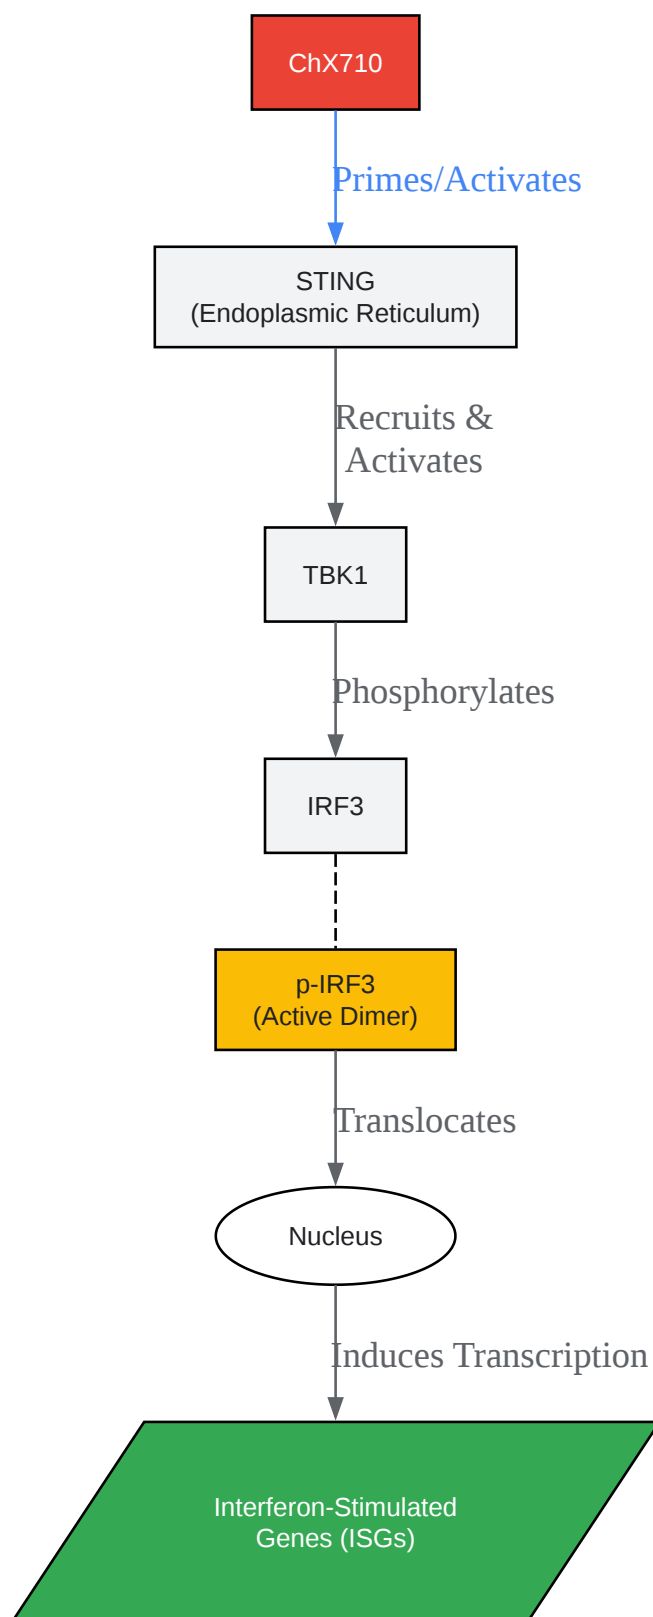 ChX710
Primes/Activates
STING
(Endoplasmic Reticulum)
Recruits &
Activates
TBK1
Phosphorylates
IRF3
p-IRF3
(Active Dimer)
Translocates
Nucleus
Induces Transcription
Interferon-Stimulated
Genes (ISGs)